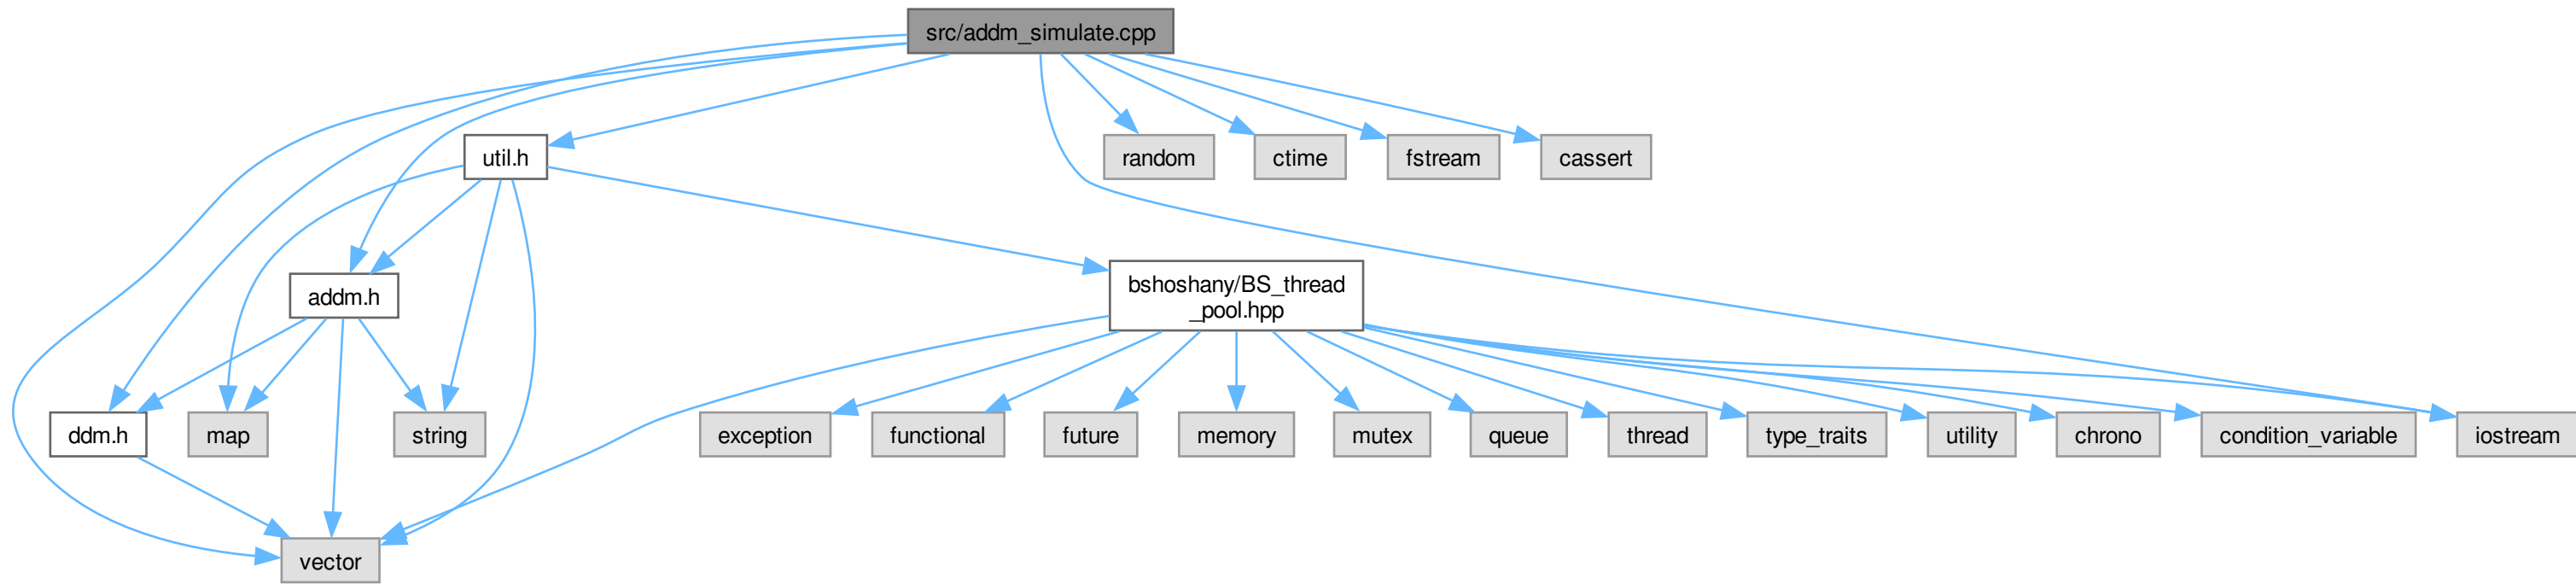 src/addm_simulate.cpp
util.h
random
ctime
fstream
cassert
addm.h
bshoshany/BS_thread
_pool.hpp
ddm.h
map
string
exception
functional
future
memory
mutex
queue
thread
type_traits
utility
chrono
condition_variable
iostream
vector